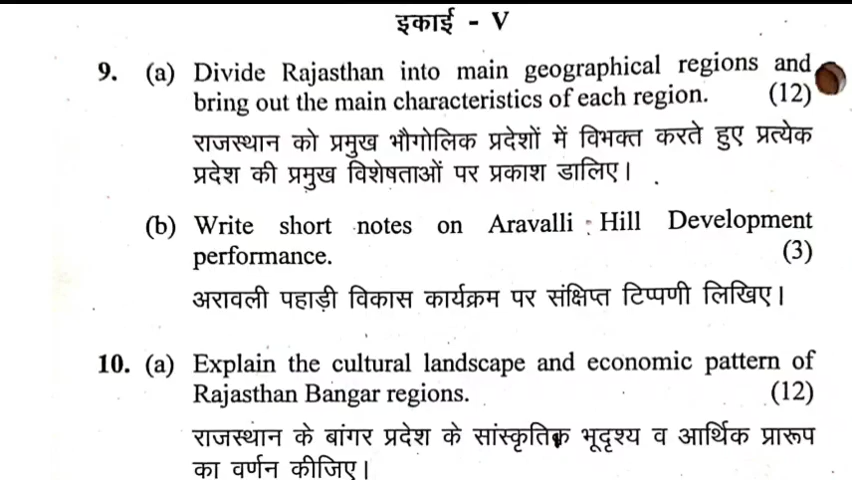 इकाई - V
9. (a) Divide Rajasthan into main geographical regions and
bring out the main characteristics of each region. (12)
राजस्थान को प्रमुख भौगोलिक प्रदेशों में विभक्त करते हुए प्रत्येक
प्रदेश की प्रमुख विशेषताओं पर प्रकाश डालिए।
(b) Write short notes on Aravalli Hill Development
performance. (3)
अरावली पहाड़ी विकास कार्यक्रम पर संक्षिप्त टिप्पणी लिखिए।
10. (a) Explain the cultural landscape and economic pattern of
Rajasthan Bangar regions. (12)
राजस्थान के बांगर प्रदेश के सांस्कृतिक भूदृश्य व आर्थिक प्रारूप
का वर्णन कीजिए।